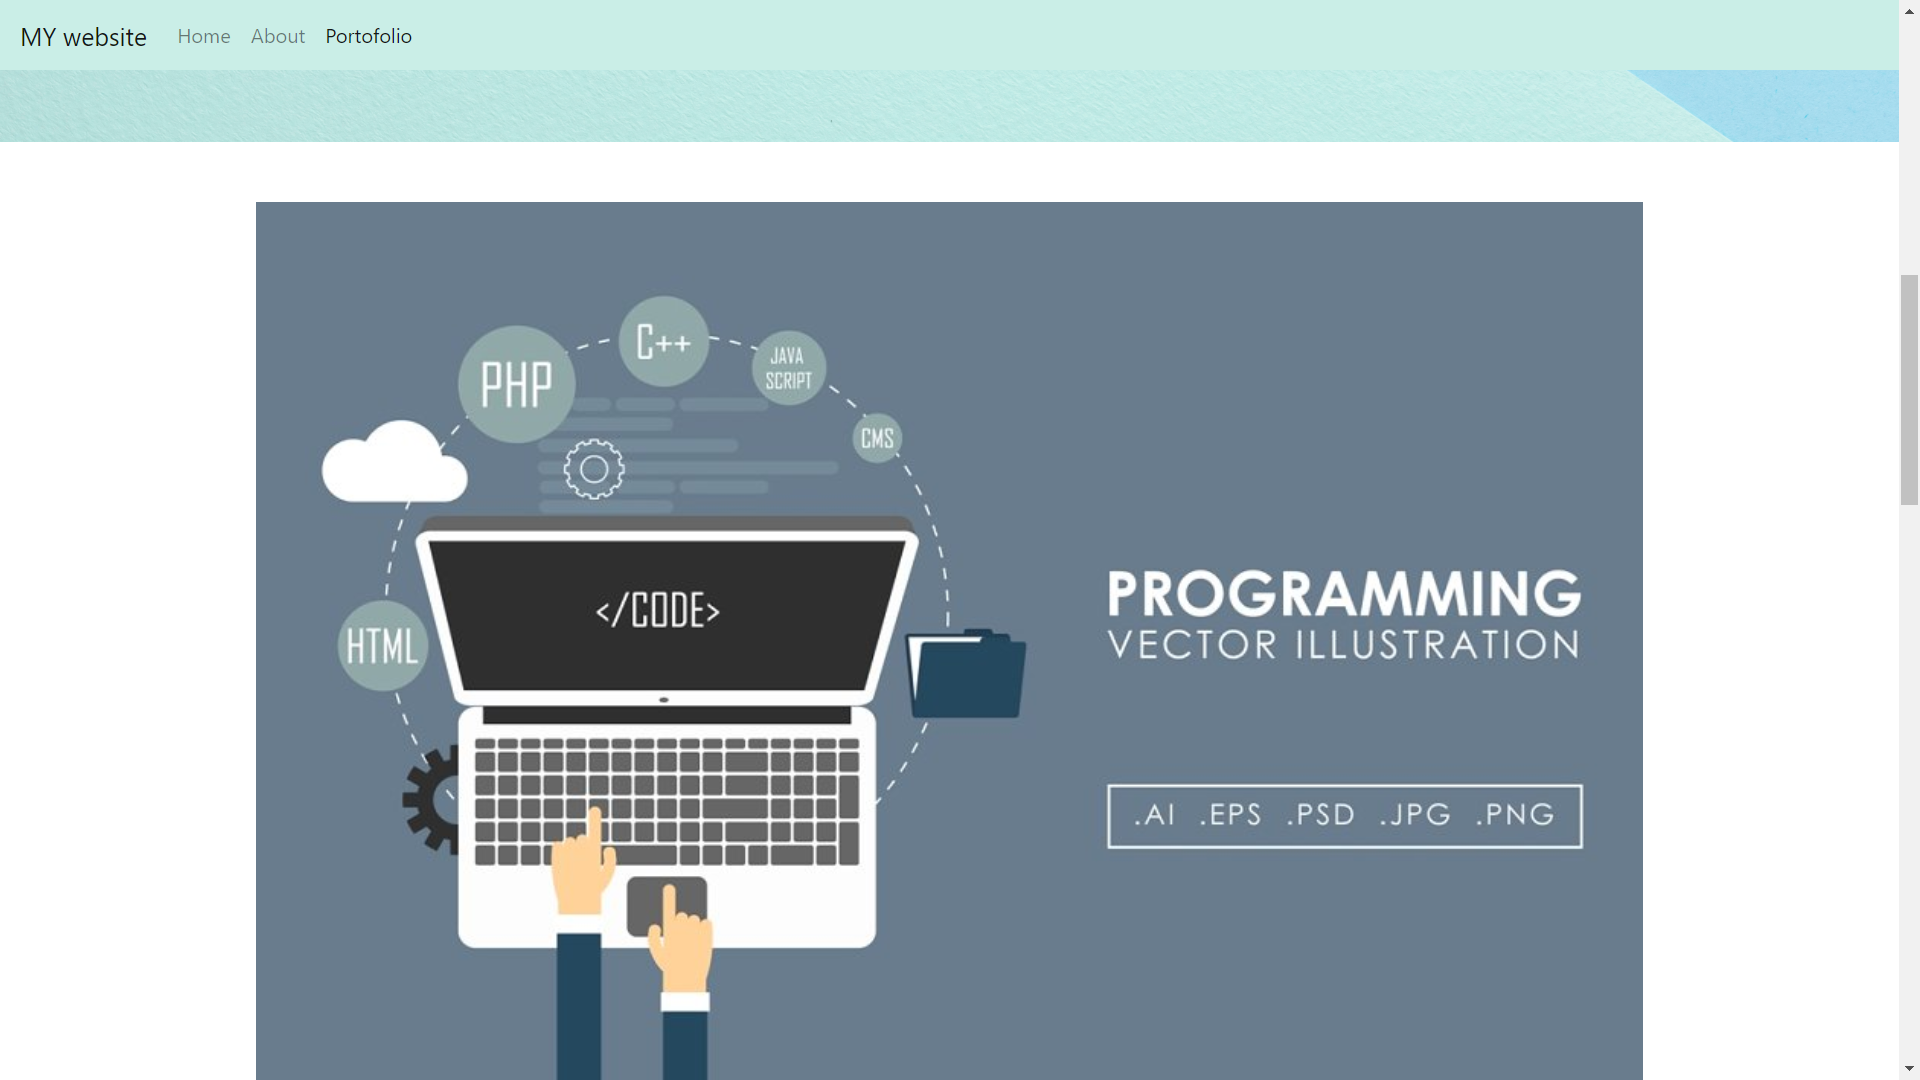 MY website Home About Portofolio
C++
PHP
JAVA
SCRIPT
CMS
</CODE>
HTML
PROGRAMMING
VECTOR ILLUSTRATION
.AI .EPS .PSD .JPG .PNG